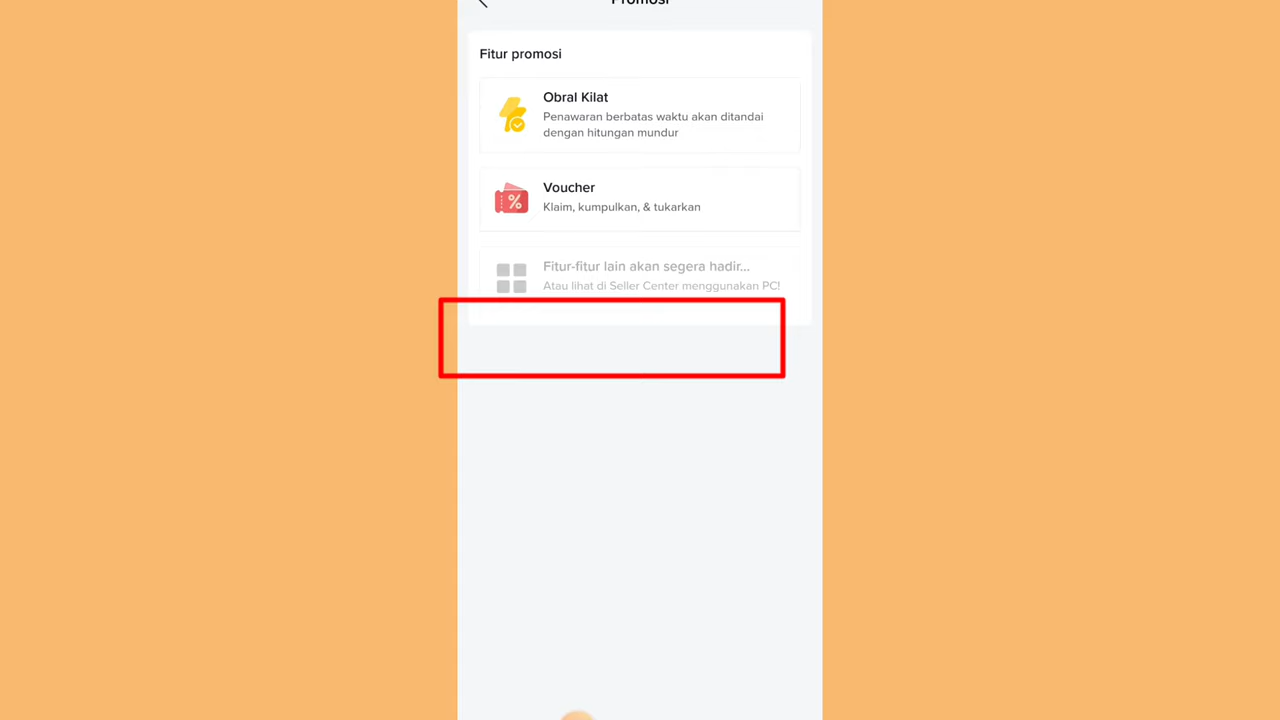 Promosi
Fitur promosi
Obral Kilat
Penawaran berbatas waktu akan ditandai
dengan hitungan mundur
Voucher
Klaim, kumpulkan, & tukarkan
Fitur-fitur lain akan segera hadir...
Atau lihat di Seller Center menggunakan PC!